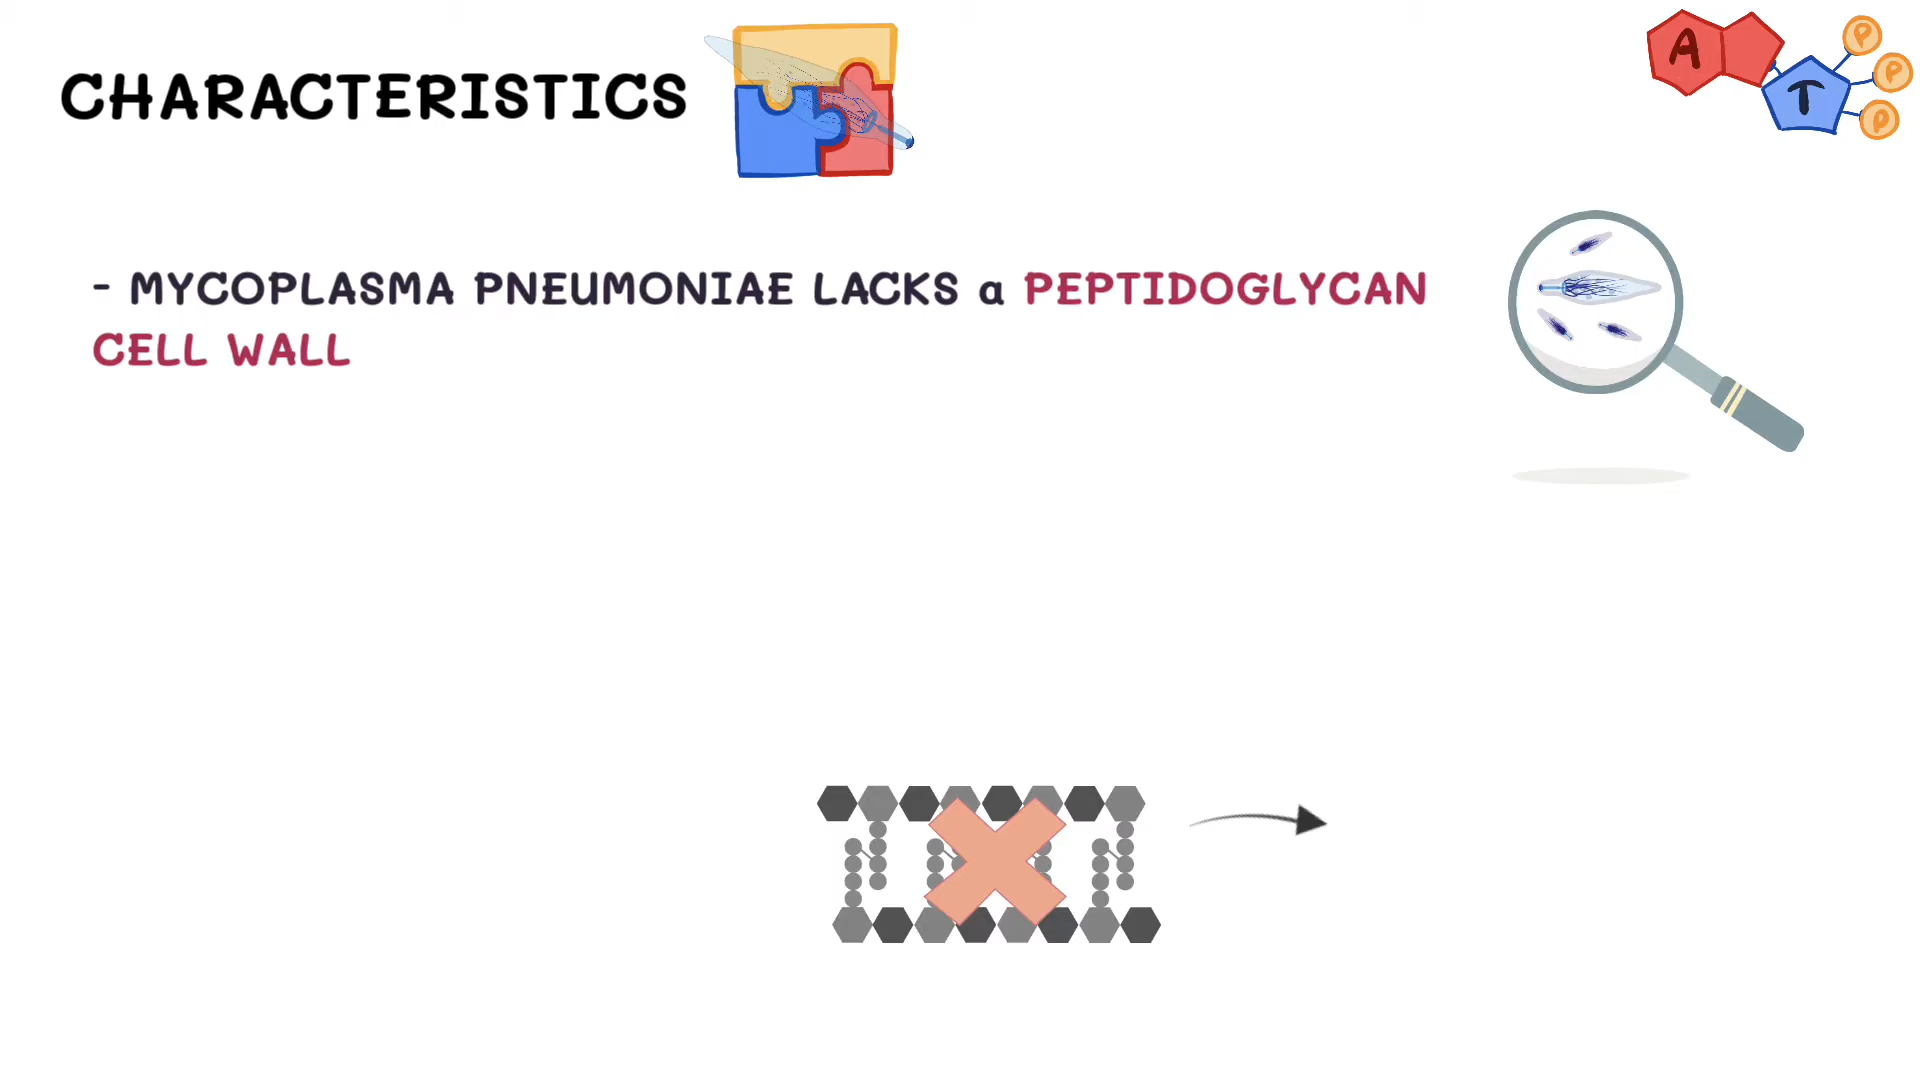 CHARACTERISTICS
A
T
P
P
P
- MYCOPLASMA PNEUMONIAE LACKS a PEPTIDOGLYCAN
CELL WALL